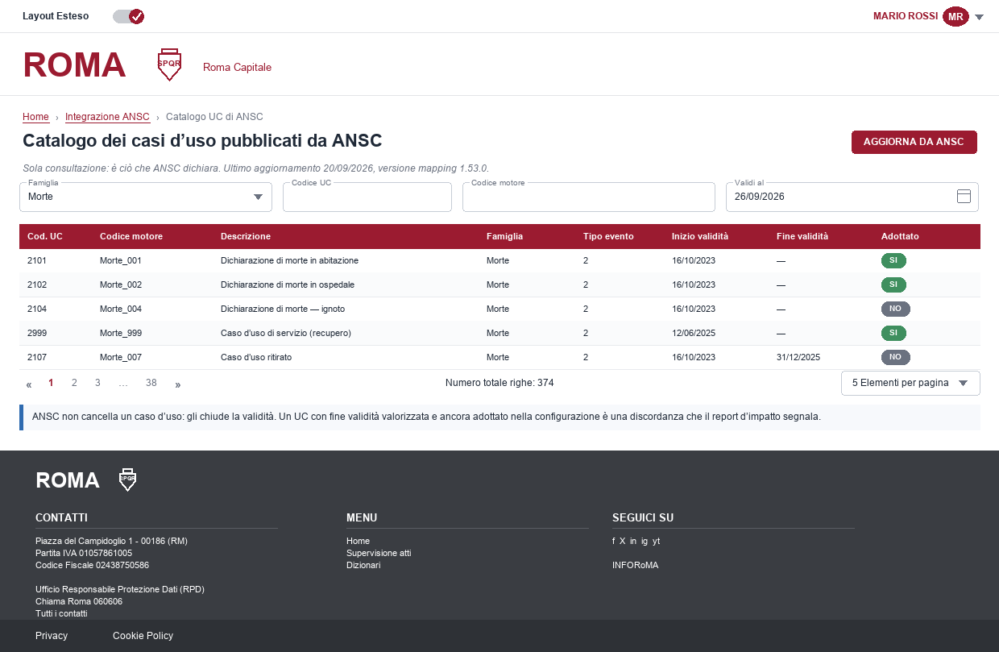 Layout Esteso
MARIO ROSSI MR
ROMA SPQR Roma Capitale
Home › Integrazione ANSC › Catalogo UC di ANSC
Catalogo dei casi d’uso pubblicati da ANSC
AGGIORNA DA ANSC
Sola consultazione: è ciò che ANSC dichiara. Ultimo aggiornamento 20/09/2026, versione mapping 1.53.0.
Famiglia Codice UC Codice motore Validi al
Morte 26/09/2026
Cod. UC Codice motore Descrizione Famiglia Tipo evento Inizio validità Fine validità Adottato
2101 Morte_001 Dichiarazione di morte in abitazione Morte 2 16/10/2023 — SI
2102 Morte_002 Dichiarazione di morte in ospedale Morte 2 16/10/2023 — SI
2104 Morte_004 Dichiarazione di morte — ignoto Morte 2 16/10/2023 — NO
2999 Morte_999 Caso d’uso di servizio (recupero) Morte 2 12/06/2025 — SI
2107 Morte_007 Caso d’uso ritirato Morte 2 16/10/2023 31/12/2025 NO
« 1 2 3 … 38 » Numero totale righe: 374 5 Elementi per pagina
ANSC non cancella un caso d’uso: gli chiude la validità. Un UC con fine validità valorizzata e ancora adottato nella configurazione è una discordanza che il report d’impatto segnala.
ROMA SPQR
CONTATTI
Piazza del Campidoglio 1 - 00186 (RM)
Partita IVA 01057861005
Codice Fiscale 02438750586
Ufficio Responsabile Protezione Dati (RPD)
Chiama Roma 060606
Tutti i contatti
MENU
Home
Supervisione atti
Dizionari
SEGUICI SU
f X in ig yt
INFORoMA
Privacy Cookie Policy